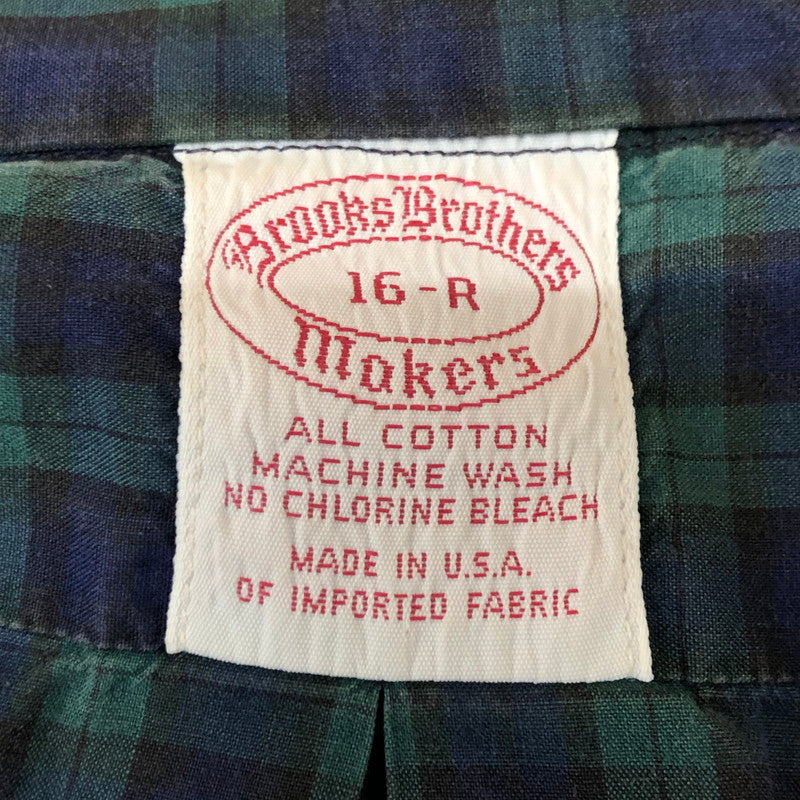 Brooks Brothers
16-R
Makers
ALL COTTON
MACHINE WASH
NO CHLORINE BLEACH
MADE IN U.S.A.
OF IMPORTED FABRIC